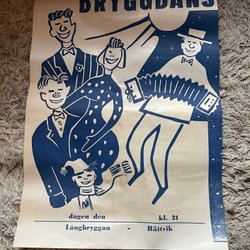 BRYGGDANS
dagen den kl. 21
Långbryggan - Rättvik